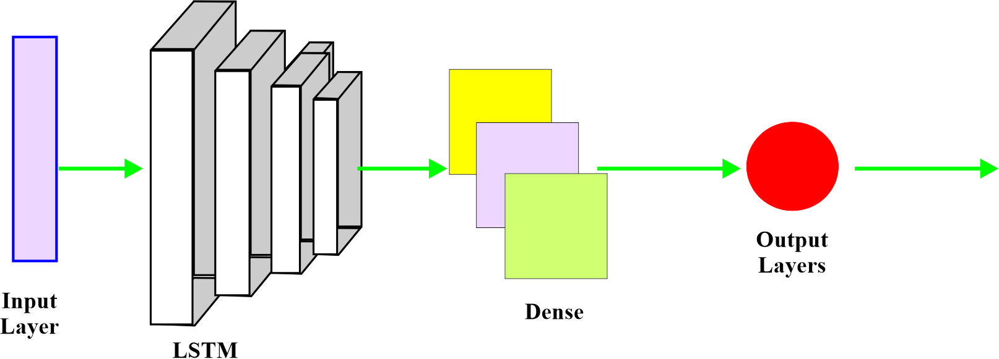 Input
Layer
LSTM
Dense
Output
Layers